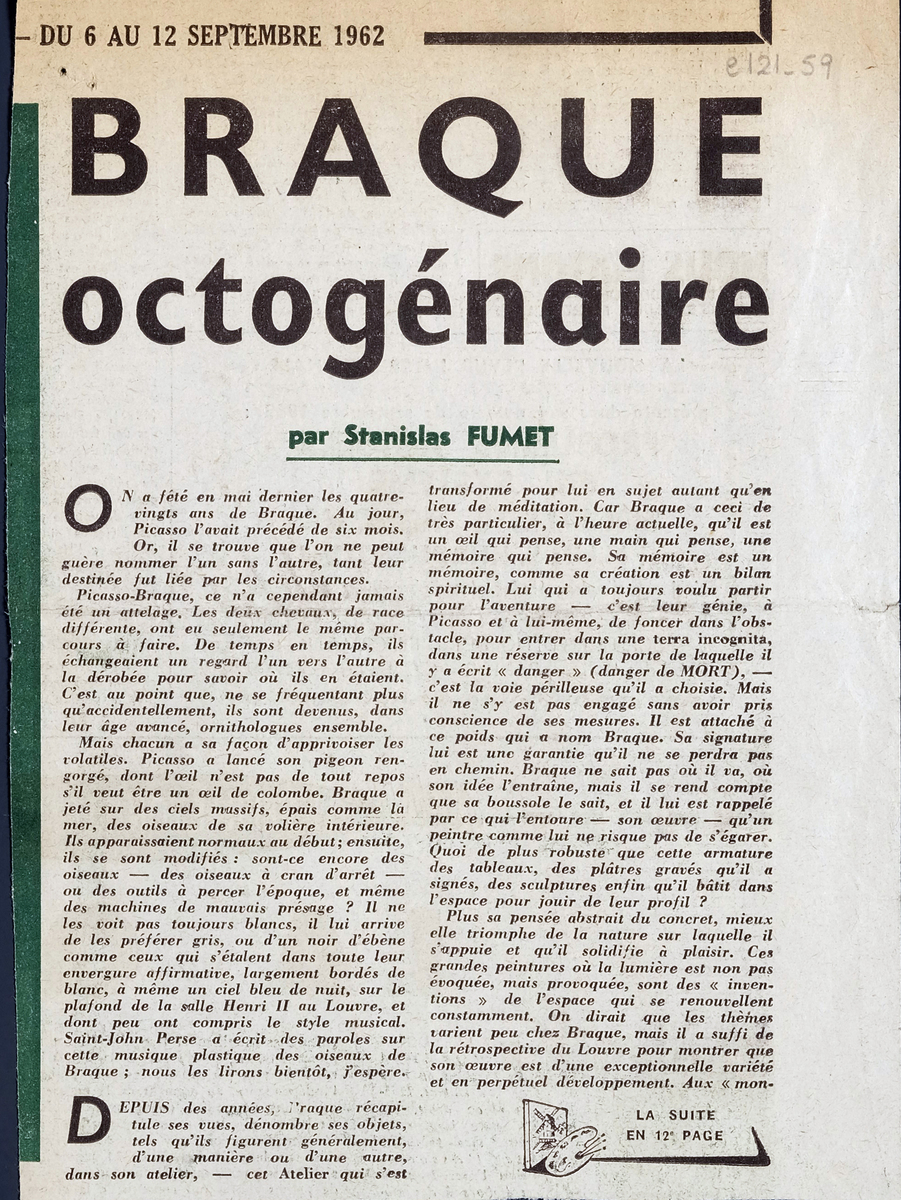 — DU 6 AU 12 SEPTEMBRE 1962
e121-59
BRAQUE
octogénaire
par Stanislas FUMET
ON a fêté en mai dernier les quatre-
vingts ans de Braque. Au jour,
Picasso l'avait précédé de six mois.
Or, il se trouve que l'on ne peut
guère nommer l'un sans l'autre, tant leur
destinée fut liée par les circonstances.
Picasso-Braque, ce n'a cependant jamais
été un attelage. Les deux chevaux, de race
différente, ont eu seulement le même par-
cours à faire. De temps en temps, ils
échangeaient un regard l'un vers l'autre à
la dérobée pour savoir où ils en étaient.
C'est au point que, ne se fréquentant plus
qu'accidentellement, ils sont devenus, dans
leur âge avancé, ornithologues ensemble.
Mais chacun a sa façon d'apprivoiser les
volatiles. Picasso a lancé son pigeon ren-
gorgé, dont l'œil n'est pas de tout repos
s'il veut être un œil de colombe. Braque a
jeté sur des ciels massifs, épais comme la
mer, des oiseaux de sa volière intérieure.
Ils apparaissaient normaux au début ; ensuite,
ils se sont modifiés : sont-ce encore des
oiseaux — des oiseaux à cran d'arrêt —
ou des outils à percer l'époque, et même
des machines de mauvais présage ? Il ne
les voit pas toujours blancs, il lui arrive
de les préférer gris, ou d'un noir d'ébène
comme ceux qui s'étalent dans toute leur
envergure affirmative, largement bordés de
blanc, à même un ciel bleu de nuit, sur le
plafond de la salle Henri II au Louvre, et
dont peu ont compris le style musical.
Saint-John Perse a écrit des paroles sur
cette musique plastique des oiseaux de
Braque ; nous les lirons bientôt, j'espère.
DEPUIS des années, Braque récapi-
tule ses vues, dénombre ses objets,
tels qu'ils figurent généralement,
d'une manière ou d'une autre,
dans son atelier, — cet Atelier qui s'est
transformé pour lui en sujet autant qu'en
lieu de méditation. Car Braque a ceci de
très particulier, à l'heure actuelle, qu'il est
un œil qui pense, une main qui pense, une
mémoire qui pense. Sa mémoire est un
mémoire, comme sa création est un bilan
spirituel. Lui qui a toujours voulu partir
pour l'aventure — c'est leur génie, à
Picasso et à lui-même, de foncer dans l'obs-
tacle, pour entrer dans une terra incognita,
dans une réserve sur la porte de laquelle il
y a écrit « danger » (danger de MORT), —
c'est la voie périlleuse qu'il a choisie. Mais
il ne s'y est pas engagé sans avoir pris
conscience de ses mesures. Il est attaché à
ce poids qui a nom Braque. Sa signature
lui est une garantie qu'il ne se perdra pas
en chemin. Braque ne sait pas où il va, où
son idée l'entraîne, mais il se rend compte
que sa boussole le sait, et il lui est rappelé
par ce qui l'entoure — son œuvre — qu'un
peintre comme lui ne risque pas de s'égarer.
Quoi de plus robuste que cette armature
des tableaux, des plâtres gravés qu'il a
signés, des sculptures enfin qu'il bâtit dans
l'espace pour jouir de leur profil ?
Plus sa pensée abstrait du concret, mieux
elle triomphe de la nature sur laquelle il
s'appuie et qu'il solidifie à plaisir. Ces
grandes peintures où la lumière est non pas
évoquée, mais provoquée, sont des « inven-
tions » de l'espace qui se renouvellent
constamment. On dirait que les thèmes
varient peu chez Braque, mais il a suffi de
la rétrospective du Louvre pour montrer que
son œuvre est d'une exceptionnelle variété
et en perpétuel développement. Aux « mon-
LA SUITE
EN 12e PAGE